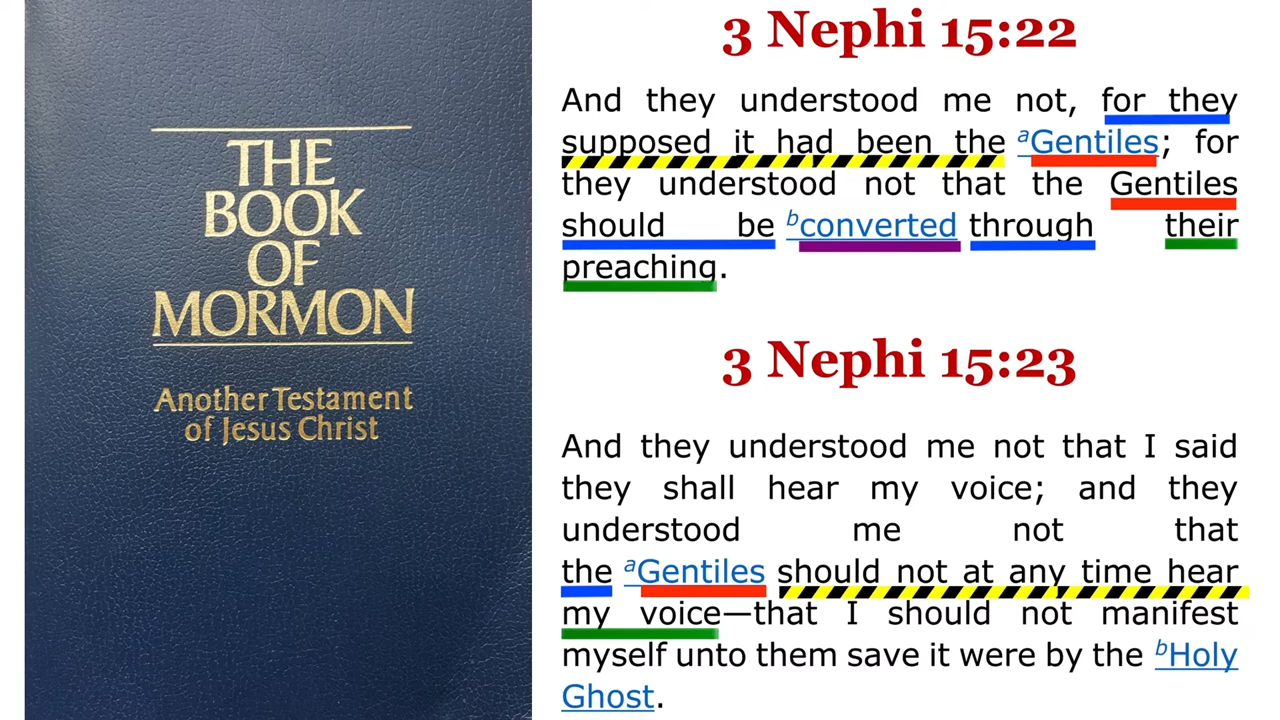 THE
BOOK
OF
MORMON
Another Testament
of Jesus Christ
3 Nephi 15:22
And they understood me not, for they
supposed it had been the aGentiles; for
they understood not that the Gentiles
should be bconverted through their
preaching.
3 Nephi 15:23
And they understood me not that I said
they shall hear my voice; and they
understood me not that
the aGentiles should not at any time hear
my voice—that I should not manifest
myself unto them save it were by the bHoly
Ghost.